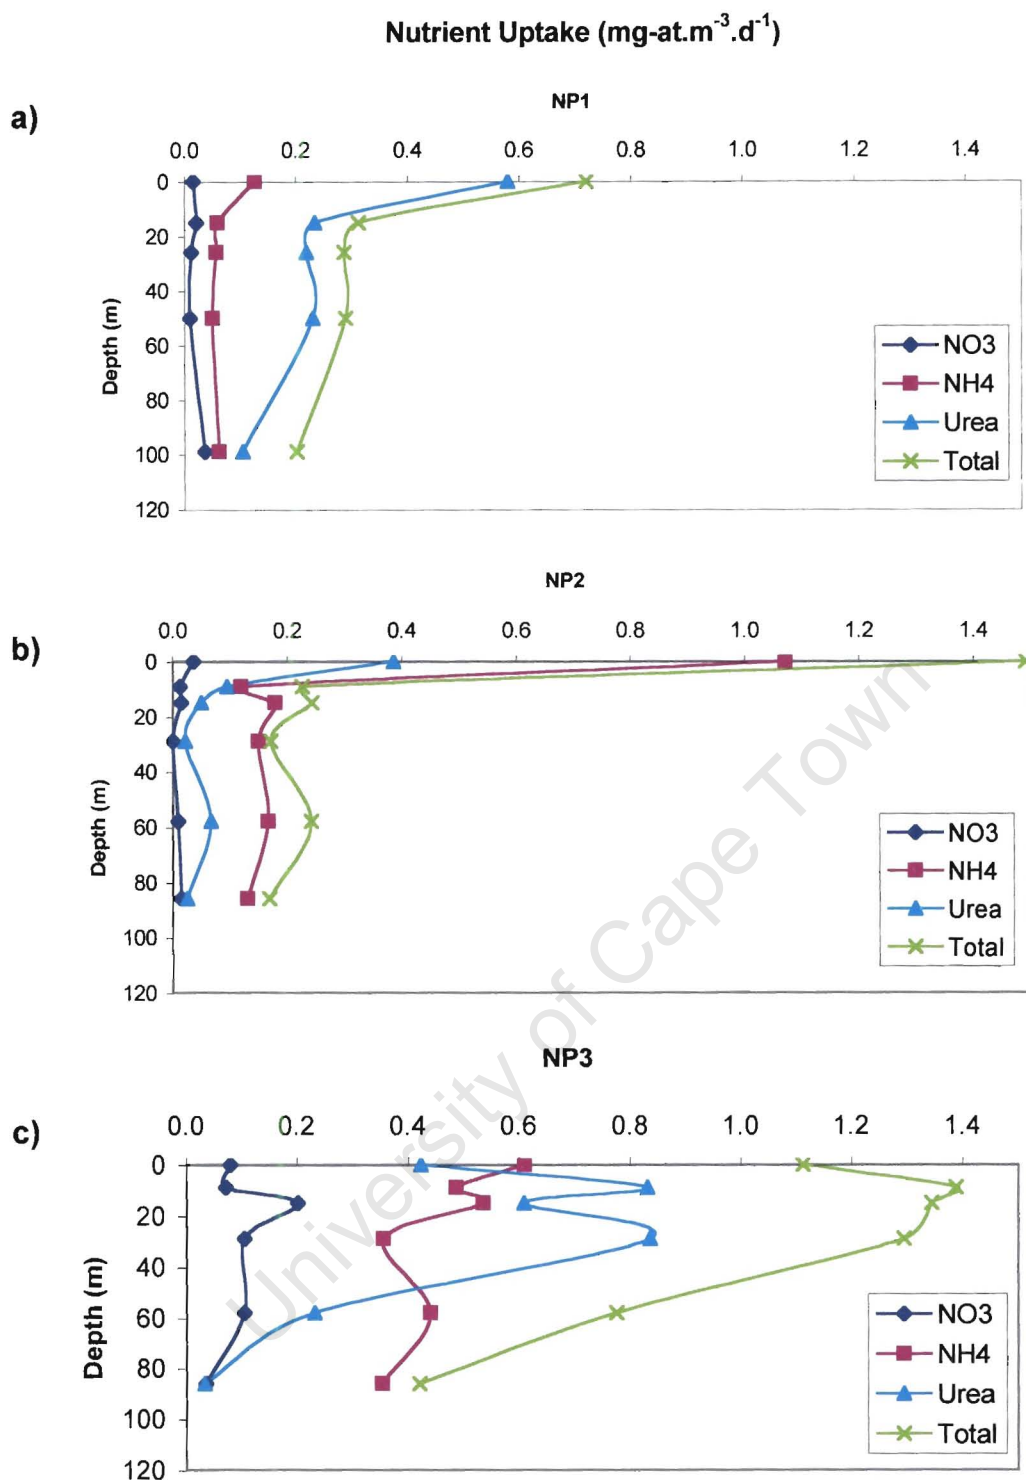 Nutrient Uptake (mg-at.m⁻³.d⁻¹)
a)
NP1
0.0 0.2 0.4 0.6 0.8 1.0 1.2 1.4
0
20
40
60
80
100
120
Depth (m)
NO3
NH4
Urea
Total
NP2
b)
0.0 0.2 0.4 0.6 0.8 1.0 1.2 1.4
0
20
40
60
80
100
120
Depth (m)
NO3
NH4
Urea
Total
NP3
c)
0.0 0.2 0.4 0.6 0.8 1.0 1.2 1.4
0
20
40
60
80
100
120
Depth (m)
NO3
NH4
Urea
Total
University of Cape Town